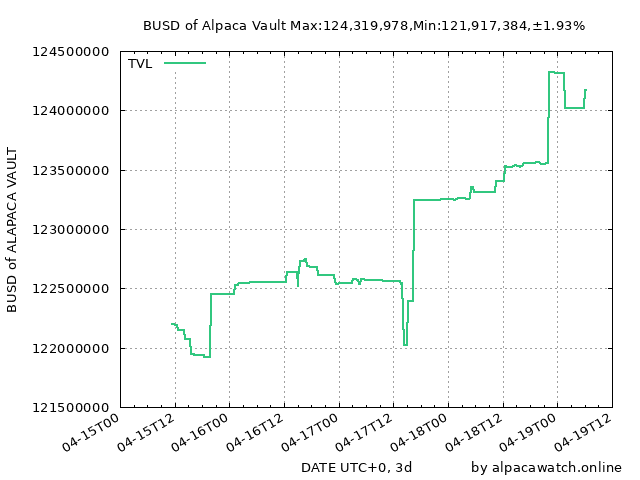 BUSD of Alpaca Vault Max:124,319,978,Min:121,917,384,±1.93%
TVL
124500000
124000000
123500000
123000000
122500000
122000000
121500000
BUSD of ALAPACA VAULT
04-15T00
04-15T12
04-16T00
04-16T12
04-17T00
04-17T12
04-18T00
04-18T12
04-19T00
04-19T12
DATE UTC+0, 3d
by alpacawatch.online